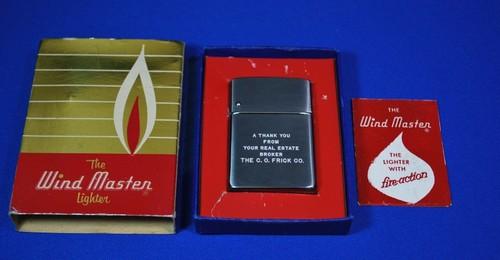 The
Wind Master®
Lighter
A THANK YOU
FROM
YOUR REAL ESTATE
BROKER
THE C. O. FRICK CO.
THE
Wind Master®
THE
LIGHTER
WITH
fire-action